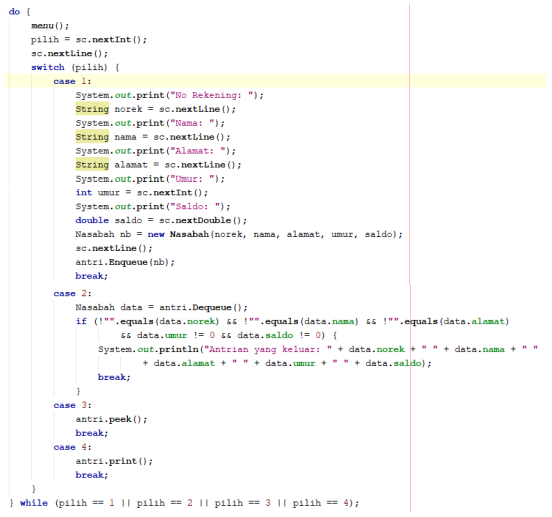 do {
menu();
pilih = sc.nextInt();
sc.nextLine();
switch (pilih) {
case 1:
System.out.print("No Rekening: ");
String norek = sc.nextLine();
System.out.print("Nama: ");
String nama = sc.nextLine();
System.out.print("Alamat: ");
String alamat = sc.nextLine();
System.out.print("Umur: ");
int umur = sc.nextInt();
System.out.print("Saldo: ");
double saldo = sc.nextDouble();
Nasabah nb = new Nasabah(norek, nama, alamat, umur, saldo);
sc.nextLine();
antri.Enqueue(nb);
break;
case 2:
Nasabah data = antri.Dequeue();
if (!"".equals(data.norek) && !"".equals(data.nama) && !"".equals(data.alamat)
&& data.umur != 0 && data.saldo != 0) {
System.out.println("Antrian yang keluar: " + data.norek + " " + data.nama + " "
+ data.alamat + " " + data.umur + " " + data.saldo);
break;
}
case 3:
antri.peek();
break;
case 4:
antri.print();
break;
}
} while (pilih == 1 || pilih == 2 || pilih == 3 || pilih == 4);